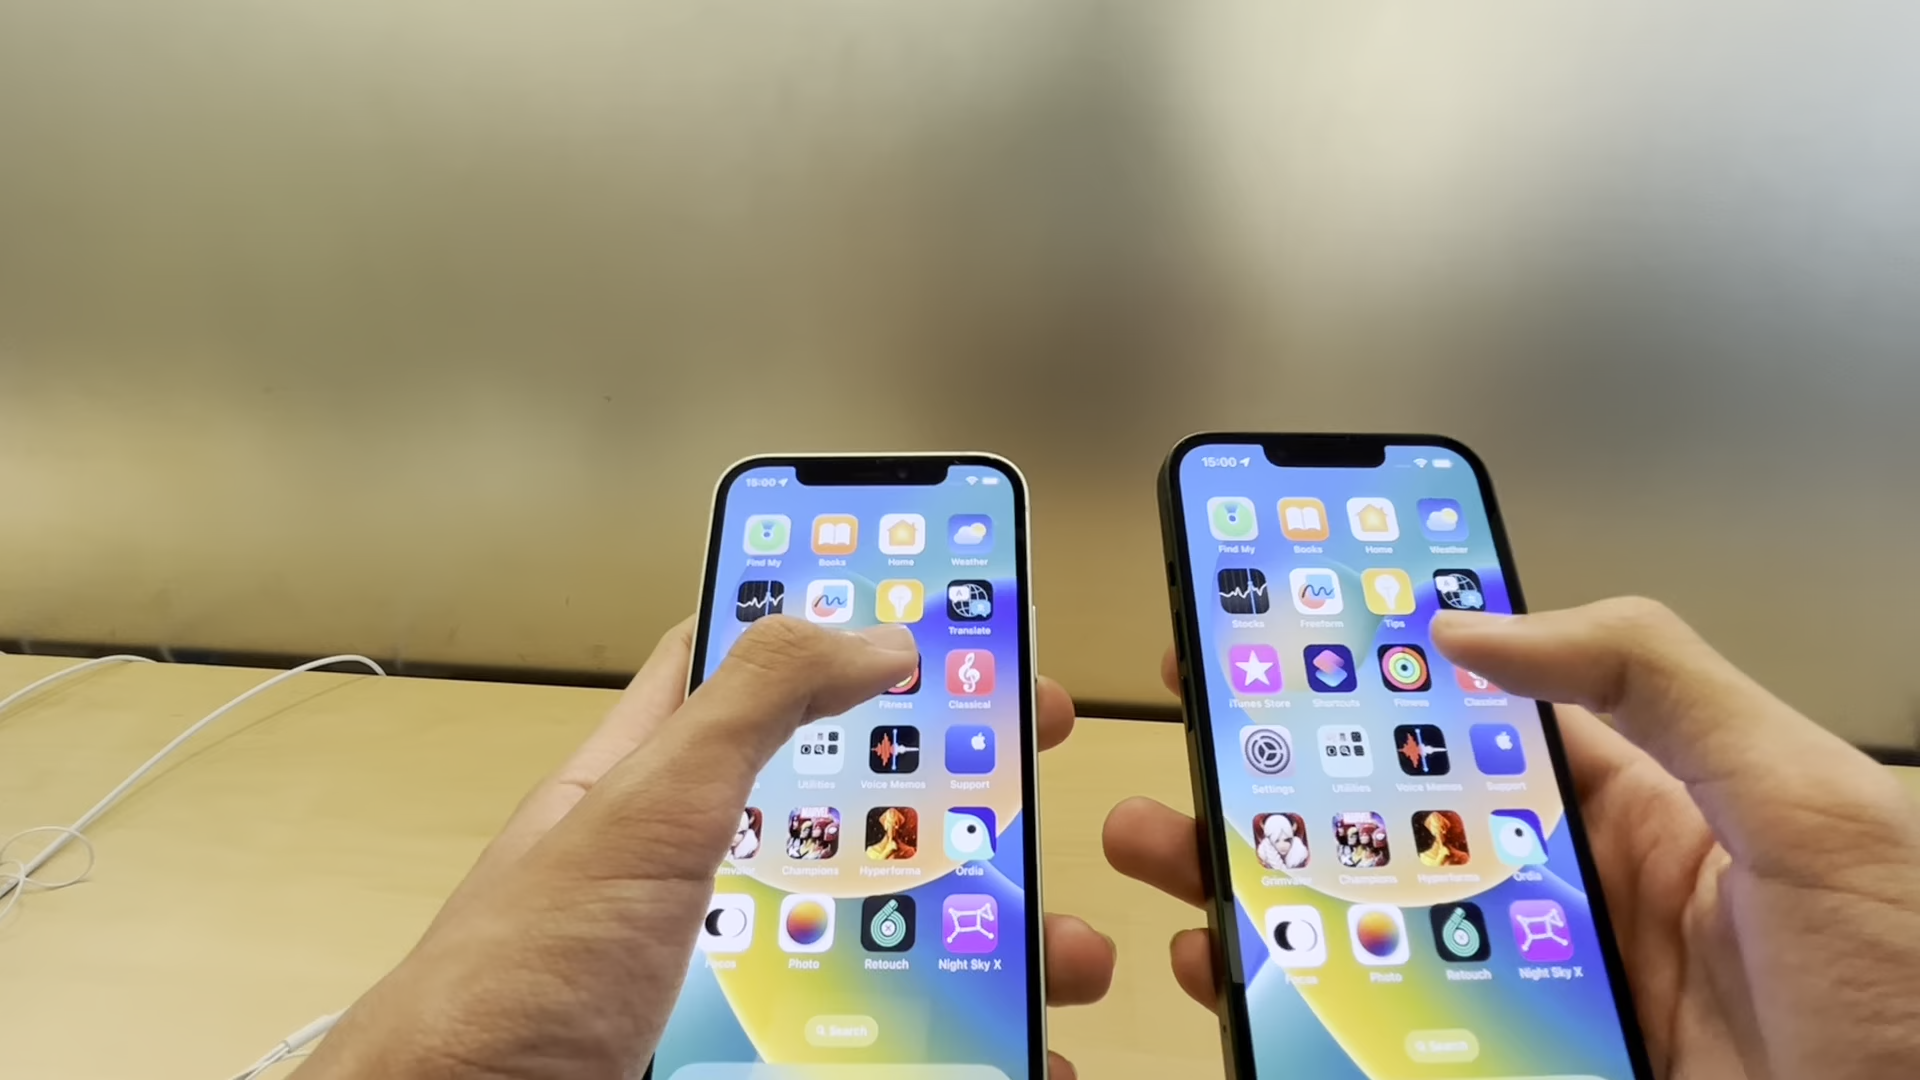 15:00
Find My Books Home Weather
Translate
Fitness Classical
Utilities Voice Memos Support
Champions Hyperforma Ordia
Photo Retouch Night Sky X
Search
15:00
Find My Books Home Weather
Stocks Freeform Tips
iTunes Store Shortcuts Fitness Classical
Settings Utilities Voice Memos Support
MARVEL
Champions Hyperforma Ordia
Photo Retouch Night Sky X
Search